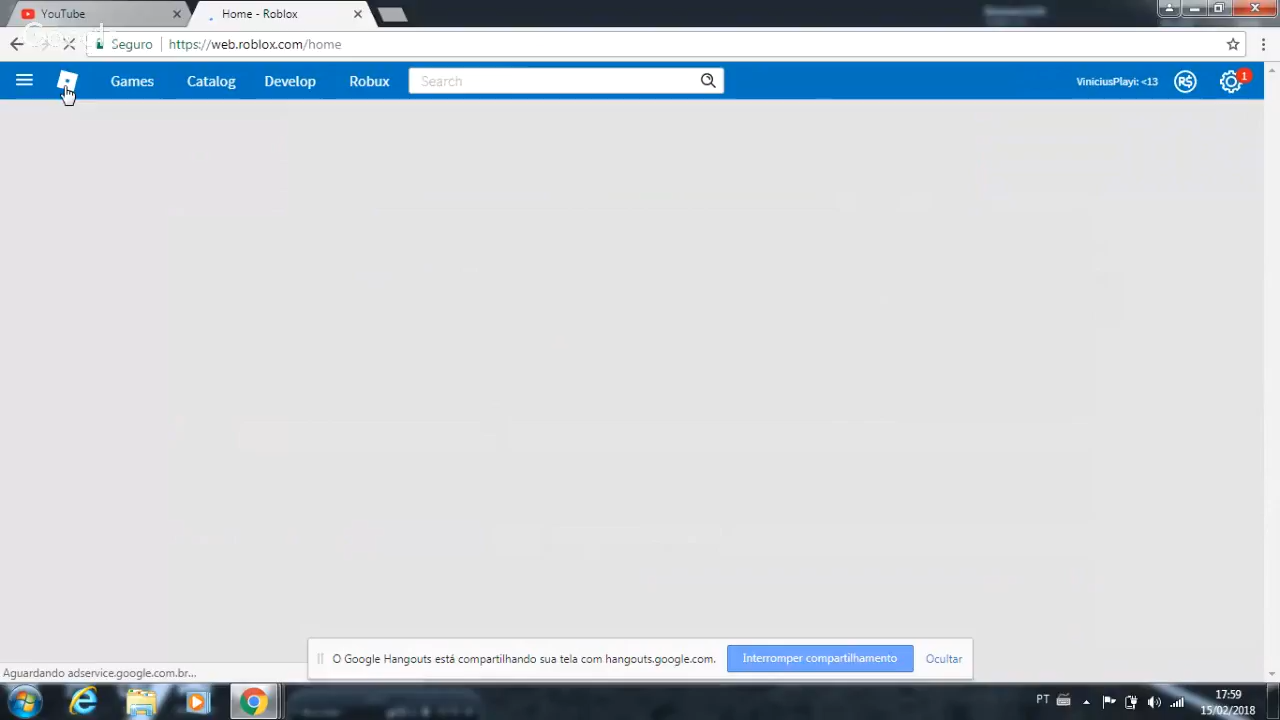 YouTube
Home - Roblox
Seguro
https://web.roblox.com/home
Games
Catalog
Develop
Robux
Search
ViniciusPlayi: <13
R$
1
O Google Hangouts está compartilhando sua tela com hangouts.google.com.
Interromper compartilhamento
Ocultar
Aguardando adservice.google.com.br...
PT
17:59
15/02/2018